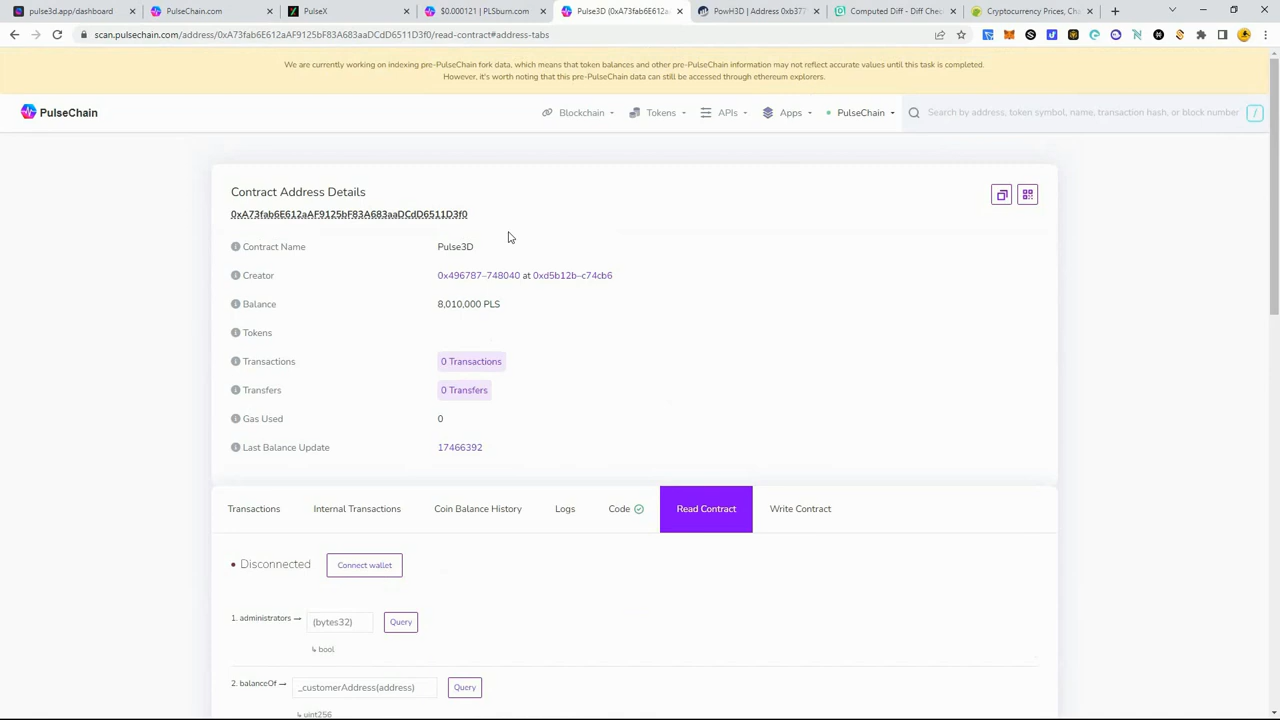 pulse3d.app/dashboard
PulseChain.com
PulseX
$0.000121 | PLSburn.com
Pulse3D (0xA73fab6E612a
PowH3D | Address 0xb377
Computed Diff - Diff Chec
Cryptocurrency Prices, Cha
scan.pulsechain.com/address/0xA73fab6E612aAF9125bF83A683aaDCdD6511D3f0/read-contract#address-tabs
We are currently working on indexing pre-PulseChain fork data, which means that token balances and other pre-PulseChain information may not reflect accurate values until this task is completed.
However, it's worth noting that this pre-PulseChain data can still be accessed through ethereum explorers.
PulseChain
Blockchain
Tokens
APIs
Apps
PulseChain
Search by address, token symbol, name, transaction hash, or block number
/
Contract Address Details
0xA73fab6E612aAF9125bF83A683aaDCdD6511D3f0
Contract Name Pulse3D
Creator 0x496787–748040 at 0xd5b12b–c74cb6
Balance 8,010,000 PLS
Tokens
Transactions 0 Transactions
Transfers 0 Transfers
Gas Used 0
Last Balance Update 17466392
Transactions Internal Transactions Coin Balance History Logs Code Read Contract Write Contract
Disconnected Connect wallet
1. administrators → (bytes32) Query
↳ bool
2. balanceOf → _customerAddress(address) Query
↳ uint256